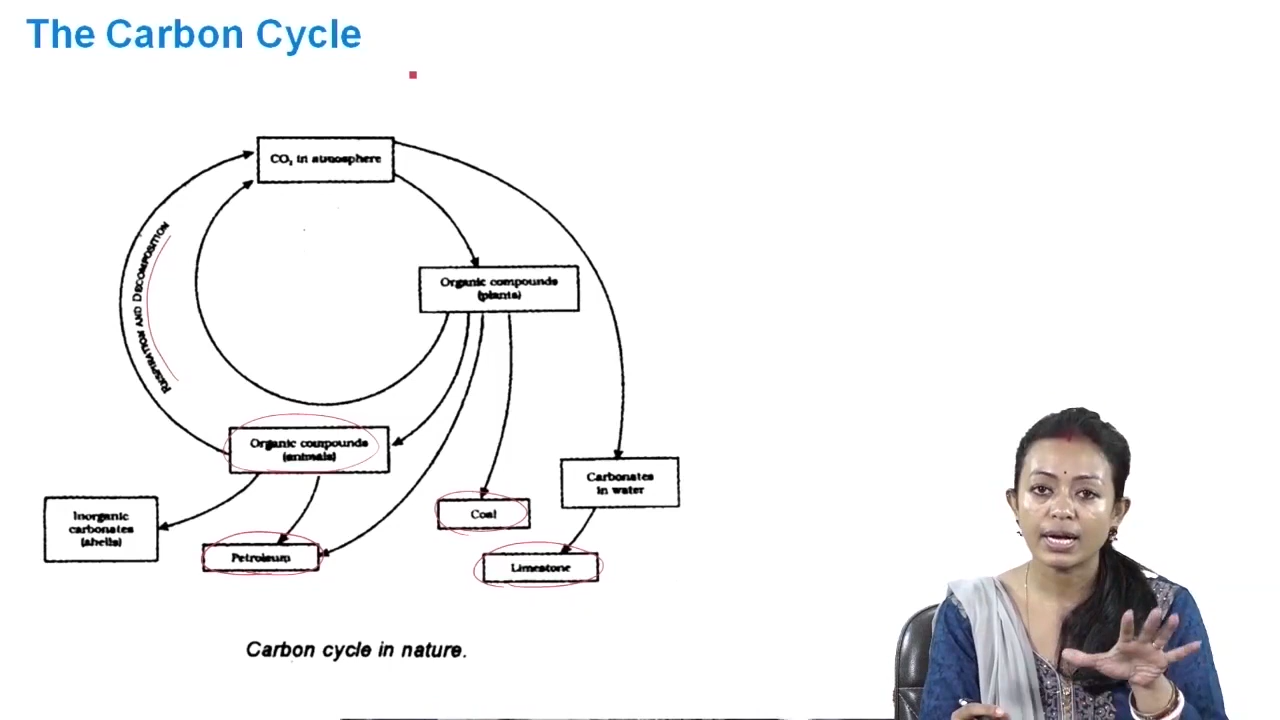 The Carbon Cycle
CO₂ in atmosphere
RESPIRATION AND DECOMPOSITION
Organic compounds
(plants)
Organic compounds
(animals)
Carbonates
in water
Inorganic
carbonates
(shells)
Coal
Petroleum
Limestone
Carbon cycle in nature.